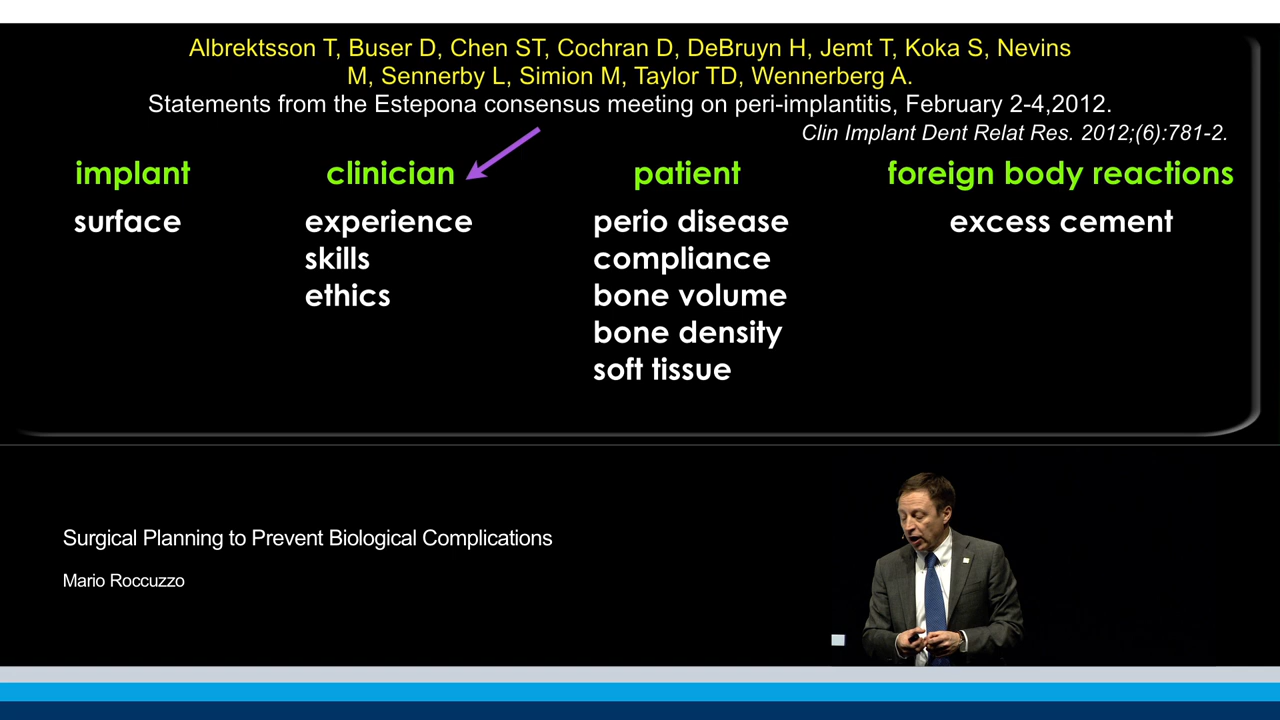 Albrektsson T, Buser D, Chen ST, Cochran D, DeBruyn H, Jemt T, Koka S, Nevins
M, Sennerby L, Simion M, Taylor TD, Wennerberg A.
Statements from the Estepona consensus meeting on peri-implantitis, February 2-4,2012.
Clin Implant Dent Relat Res. 2012;(6):781-2.
implant
surface
clinician
experience
skills
ethics
patient
perio disease
compliance
bone volume
bone density
soft tissue
foreign body reactions
excess cement
Surgical Planning to Prevent Biological Complications
Mario Roccuzzo